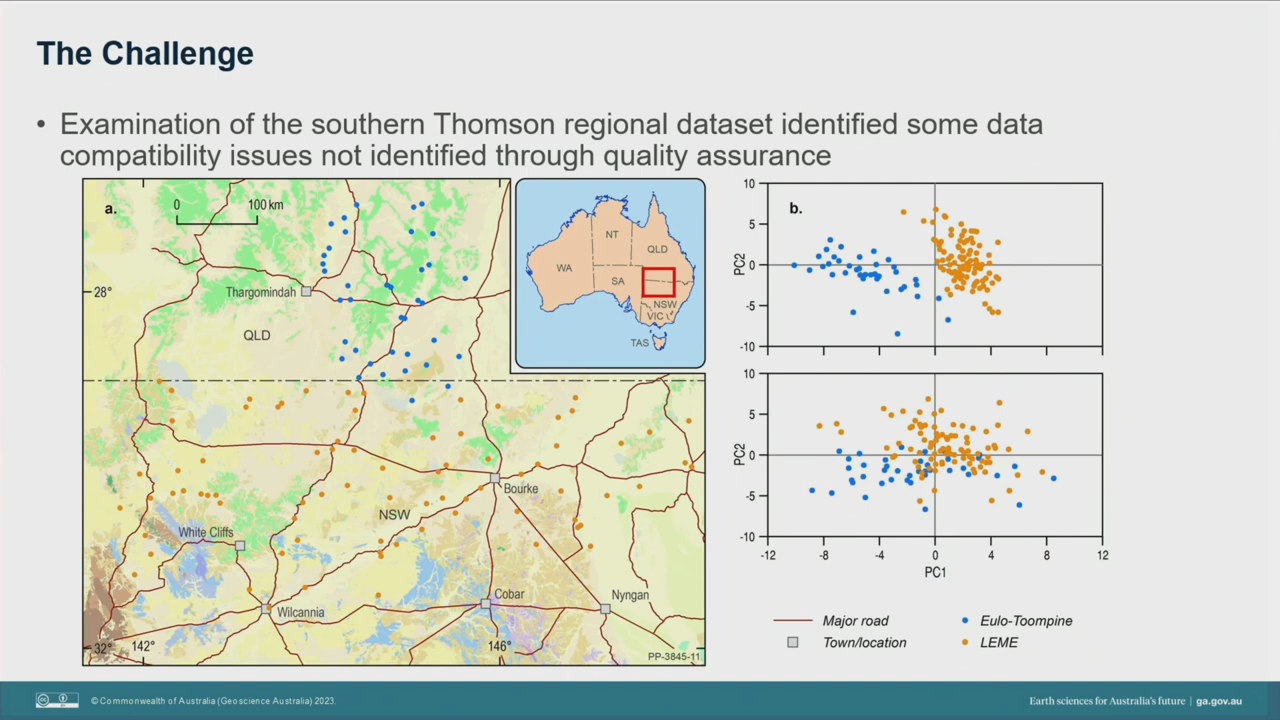 The Challenge
• Examination of the southern Thomson regional dataset identified some data
compatibility issues not identified through quality assurance
a.
0 100 km
28°
Thargomindah
QLD
NSW
Bourke
White Cliffs
Wilcannia
Cobar
Nyngan
32°
142°
146°
PP-3845-11
WA
NT
QLD
SA
NSW
VIC
TAS
b.
10
5
0
-5
-10
PC2
10
5
0
-5
-10
PC2
-12 -8 -4 0 4 8 12
PC1
Major road
Town/location
Eulo-Toompine
LEME
© Commonwealth of Australia (Geoscience Australia) 2023.
Earth sciences for Australia's future | ga.gov.au